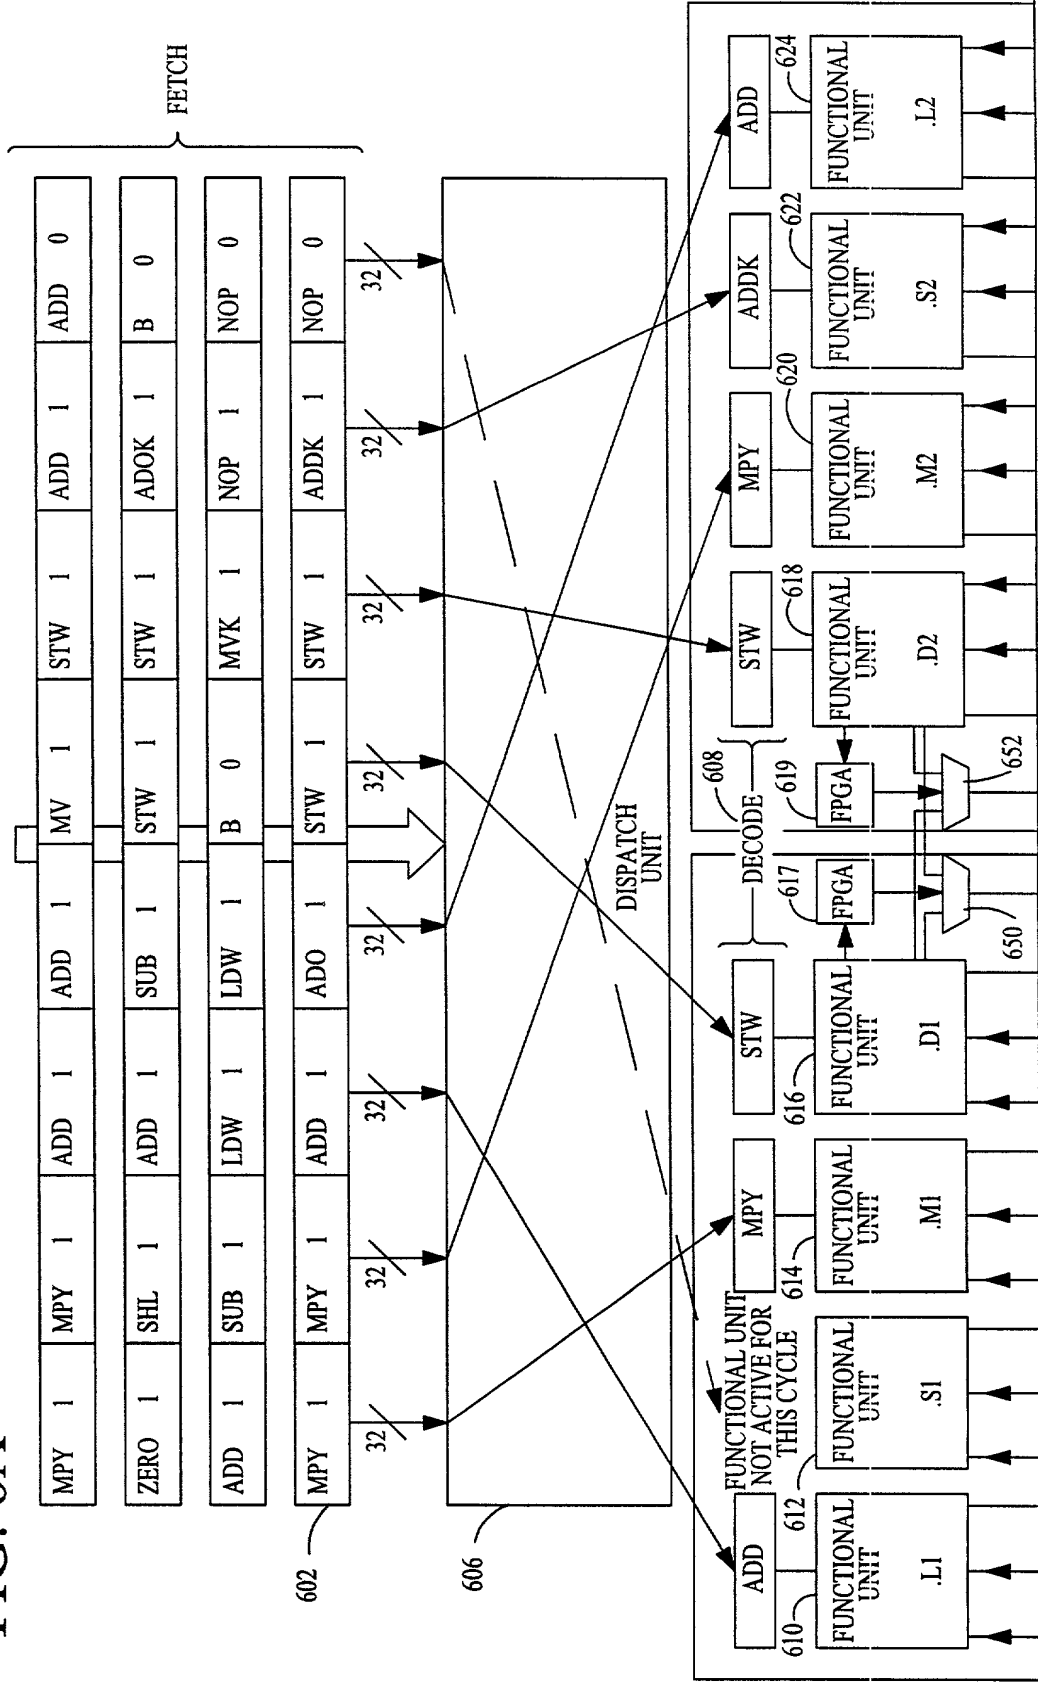 FIG. 6A
MPY 1 MPY 1 ADD 1 ADD 1 MV 1 STW 1 ADD 1 ADD 0
ZERO 1 SHL 1 ADD 1 SUB 1 STW 1 STW 1 ADOK 1 B 0
ADD 1 SUB 1 LDW 1 LDW 1 B 0 MVK 1 NOP 1 NOP 0
MPY 1 MPY 1 ADD 1 ADO 1 STW 1 STW 1 ADDK 1 NOP 0
FETCH
602
32 32 32 32 32 32 32 32
606
DISPATCH
UNIT
608
DECODE
ADD
FUNCTIONAL UNIT
NOT ACTIVE FOR
THIS CYCLE
MPY
STW
STW
MPY
ADDK
ADD
610
FUNCTIONAL
UNIT
.L1
612
FUNCTIONAL
UNIT
.S1
614
FUNCTIONAL
UNIT
.M1
616
FUNCTIONAL
UNIT
.D1
617
FPGA
619
FPGA
618
FUNCTIONAL
UNIT
.D2
620
FUNCTIONAL
UNIT
.M2
622
FUNCTIONAL
UNIT
.S2
624
FUNCTIONAL
UNIT
.L2
650
652